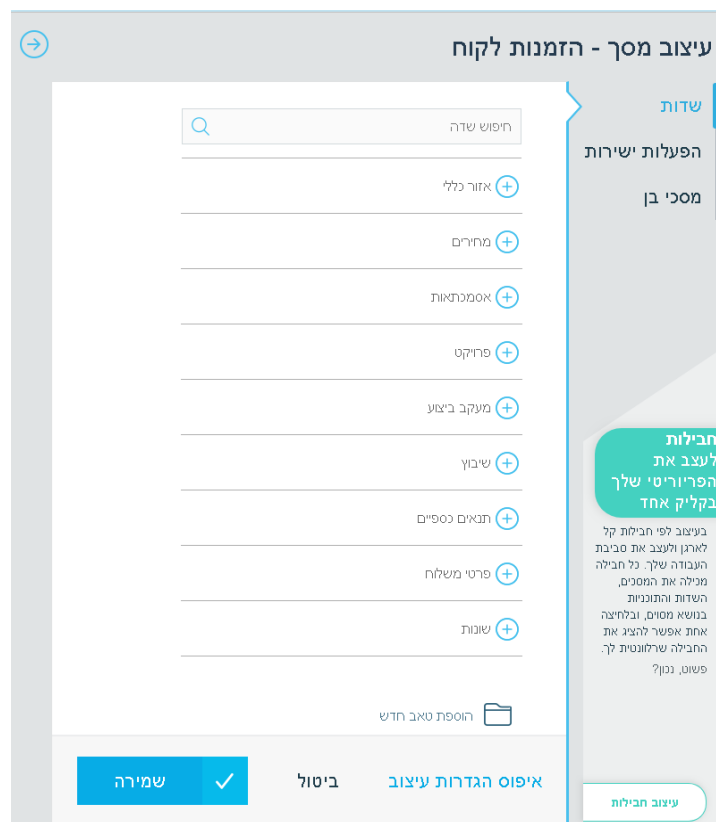 עיצוב מסך - הזמנות לקוח
שדות
הפעלות ישירות
מסכי בן
חיפוש שדה
אזור כללי
מחירים
אסמכתאות
פרויקט
מעקב ביצוע
שיבוץ
תנאים כספיים
פרטי משלוח
שונות
הוספת טאב חדש
איפוס הגדרות עיצוב
ביטול
שמירה
חבילות
לעצב את
הפריוריטי שלך
בקליק אחד
בעיצוב לפי חבילות קל
לארגן ולעצב את סביבת
העבודה שלך. כל חבילה
מכילה את המסכים,
השדות והתוכניות
בנושא מסוים, ובלחיצה
אחת אפשר להציג את
החבילה שרלוונטית לך.
פשוט, נכון?
עיצוב חבילות